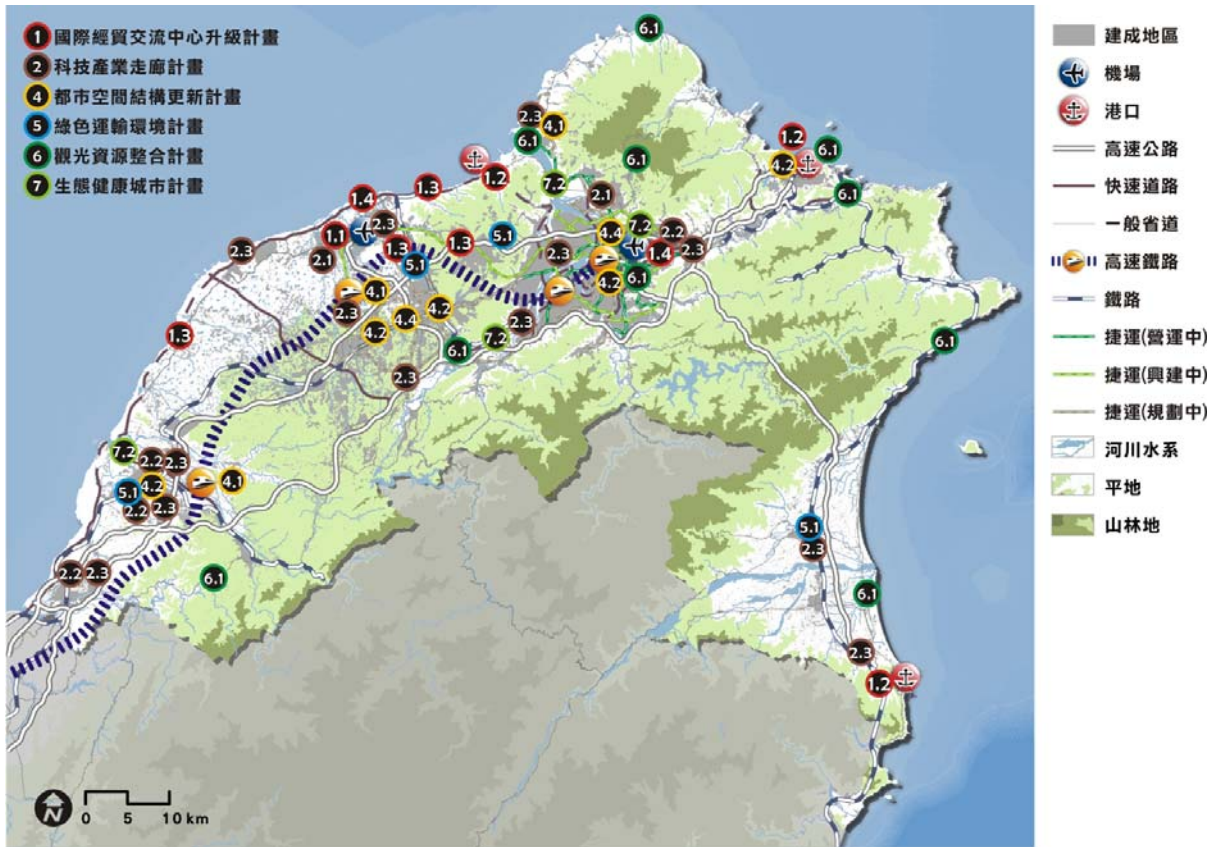 1 國際經貿交流中心升級計畫
2 科技產業走廊計畫
4 都市空間結構更新計畫
5 綠色運輸環境計畫
6 觀光資源整合計畫
7 生態健康城市計畫
6.1
2.3
4.1
6.1
1.2
6.1
4.2
6.1
1.2
7.2
2.1
6.1
1.3
1.4
2.3
1.1
2.3
2.1
1.3
1.3
5.1
5.1
4.4
7.2
2.2
2.3
1.4
2.3
6.1
4.2
4.1
2.3
4.2
4.4
4.2
2.3
7.2
6.1
2.3
1.3
6.1
7.2
2.2
2.3
4.1
5.1
4.2
2.2
2.3
5.1
2.3
2.2
2.3
6.1
6.1
2.3
1.2
N
0 5 10 km
建成地區
機場
港口
高速公路
快速道路
一般省道
高速鐵路
鐵路
捷運(營運中)
捷運(興建中)
捷運(規劃中)
河川水系
平地
山林地